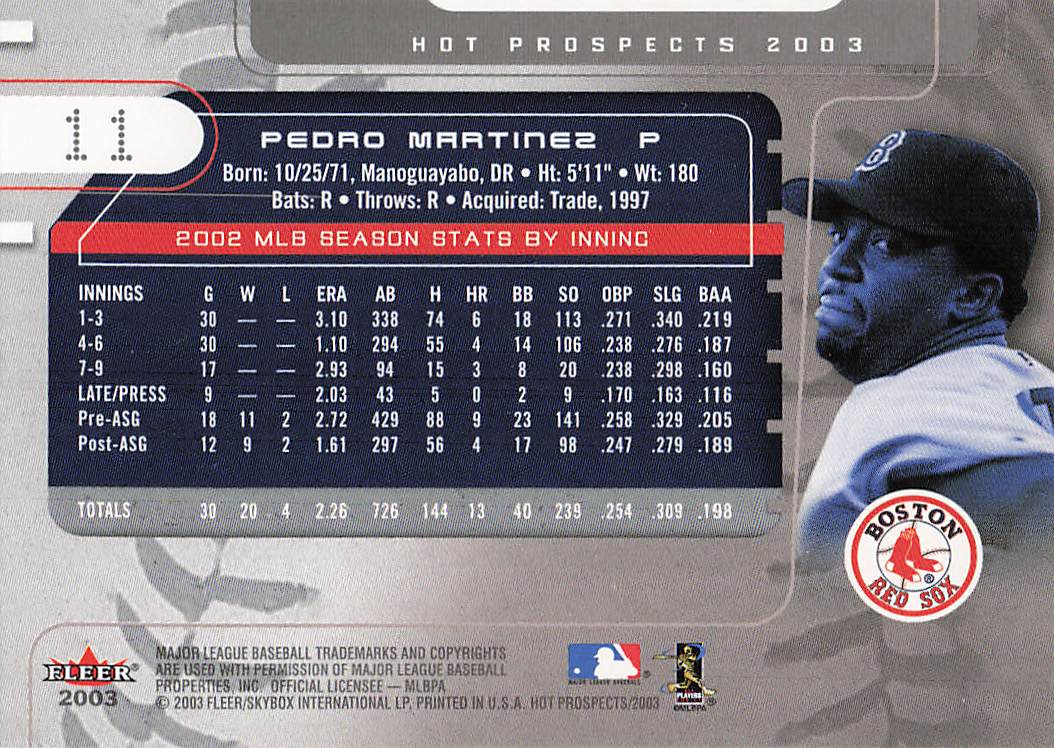 HOT PROSPECTS 2003
11
PEDRO MARTINEZ P
Born: 10/25/71, Manoguayabo, DR • Ht: 5'11" • Wt: 180
Bats: R • Throws: R • Acquired: Trade, 1997
2002 MLB SEASON STATS BY INNING
INNINGS G W L ERA AB H HR BB SO OBP SLG BAA
1-3 30 — — 3.10 338 74 6 18 113 .271 .340 .219
4-6 30 — — 1.10 294 55 4 14 106 .238 .276 .187
7-9 17 — — 2.93 94 15 3 8 20 .238 .298 .160
LATE/PRESS 9 — — 2.03 43 5 0 2 9 .170 .163 .116
Pre-ASG 18 11 2 2.72 429 88 9 23 141 .258 .329 .205
Post-ASG 12 9 2 1.61 297 56 4 17 98 .247 .279 .189
TOTALS 30 20 4 2.26 726 144 13 40 239 .254 .309 .198
B
BOSTON
RED SOX ®
FLEER®
2003
MAJOR LEAGUE BASEBALL TRADEMARKS AND COPYRIGHTS
ARE USED WITH PERMISSION OF MAJOR LEAGUE BASEBALL
PROPERTIES, INC. OFFICIAL LICENSEE — MLBPA
© 2003 FLEER/SKYBOX INTERNATIONAL LP, PRINTED IN U.S.A. HOT PROSPECTS/2003
MAJOR LEAGUE BASEBALL ®
PLAYERS
©MLBPA ®